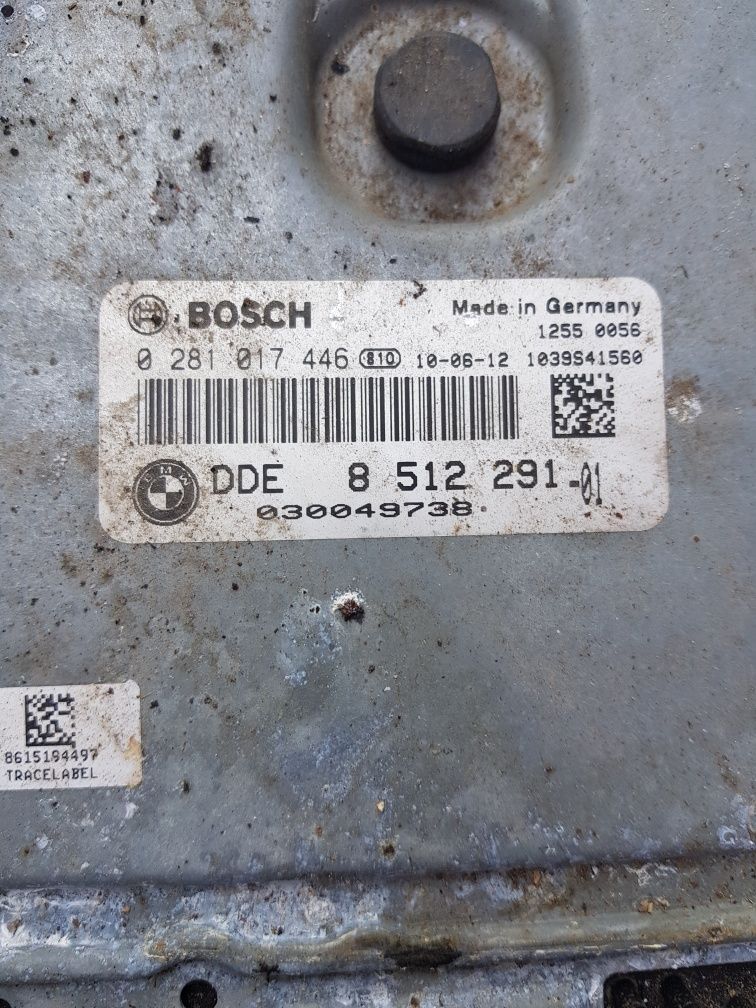 BOSCH
Made in Germany
1255 0056
0 281 017 446 810 10-06-12 1039S41560
BMW
DDE 8 512 291-01
030049738
8615194497
TRACELABEL